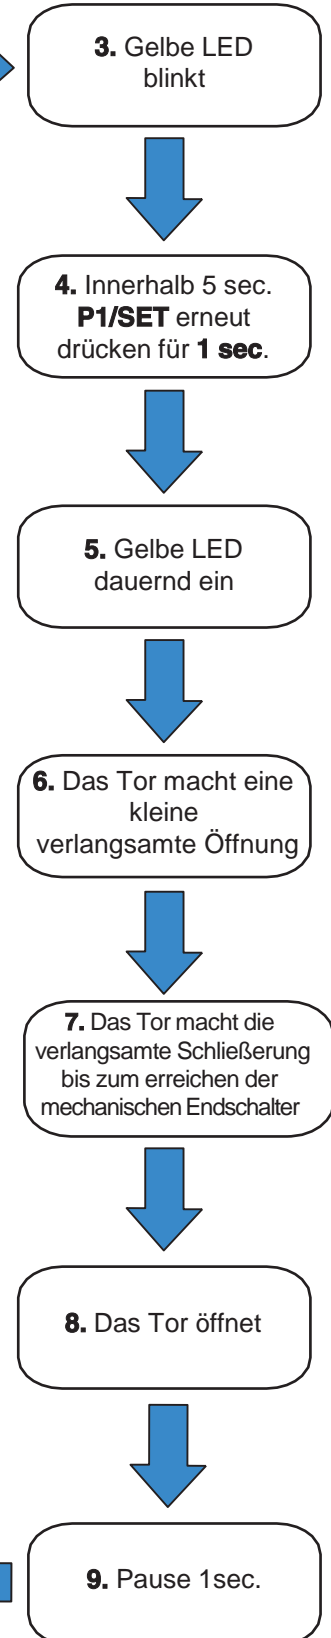 3. Gelbe LED
blinkt
4. Innerhalb 5 sec.
P1/SET erneut
drücken für 1 sec.
5. Gelbe LED
dauernd ein
6. Das Tor macht eine
kleine
verlangsamte Öffnung
7. Das Tor macht die
verlangsamte Schließerung
bis zum erreichen der
mechanischen Endschalter
8. Das Tor öffnet
9. Pause 1sec.